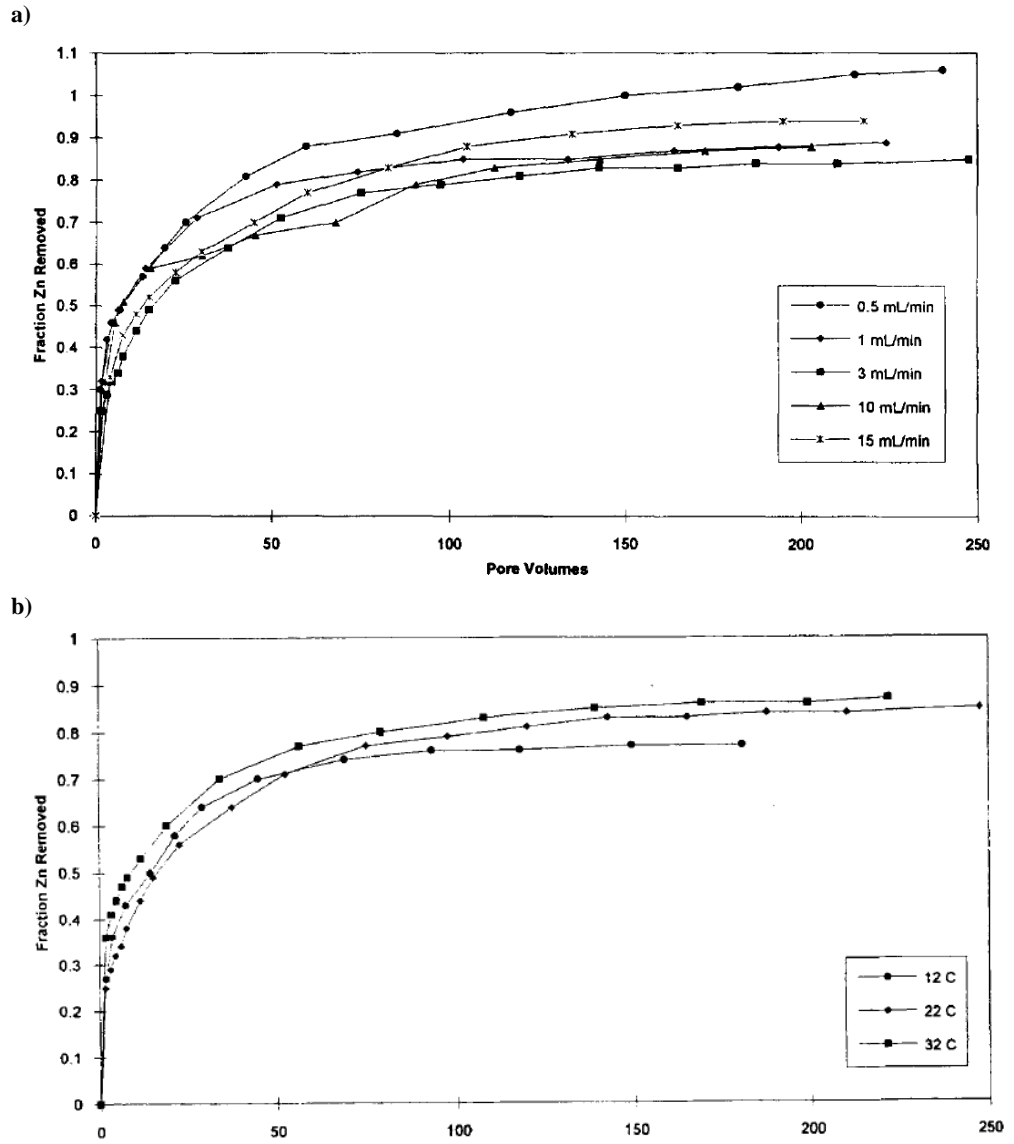 a)
1.1
1
0.9
0.8
0.7
0.6
0.5
0.4
0.3
0.2
0.1
0
Fraction Zn Removed
0 50 100 150 200 250
Pore Volumes
0.5 mL/min
1 mL/min
3 mL/min
10 mL/min
15 mL/min
b)
1
0.9
0.8
0.7
0.6
0.5
0.4
0.3
0.2
0.1
0
Fraction Zn Removed
0 50 100 150 200 250
12 C
22 C
32 C